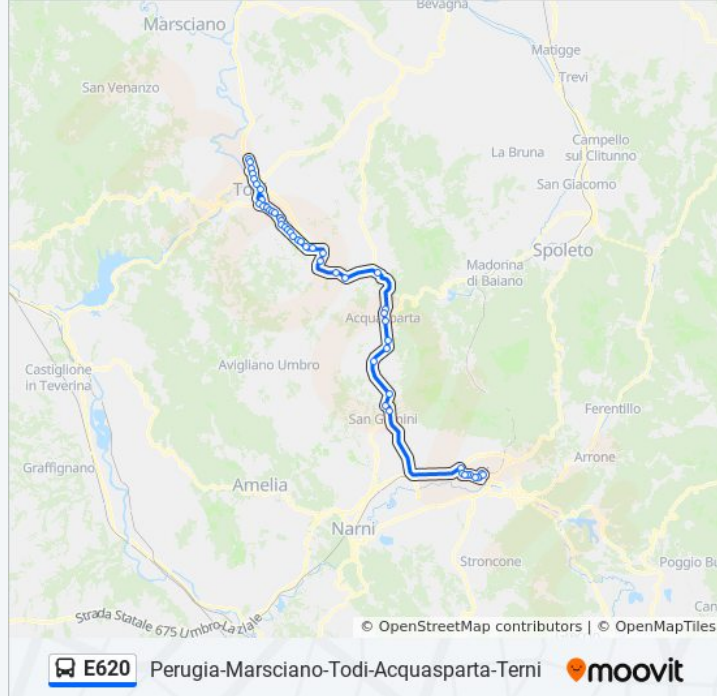 Bevagna
Marsciano
Matigge
Trevi
San Venanzo
Campello
sul Clitunno
La Bruna
San Giacomo
Spoleto
Madorina
di Baiano
Acquasparta
Castiglione
in Teverina
Avigliano Umbro
Ferentillo
Arrone
Graffignano
Amelia
Narni
Stroncone
Poggio Bu
Can
Strada Statale 675 Umbro Laziale
© OpenStreetMap contributors | © OpenMapTiles
E620 Perugia-Marsciano-Todi-Acquasparta-Terni moovit